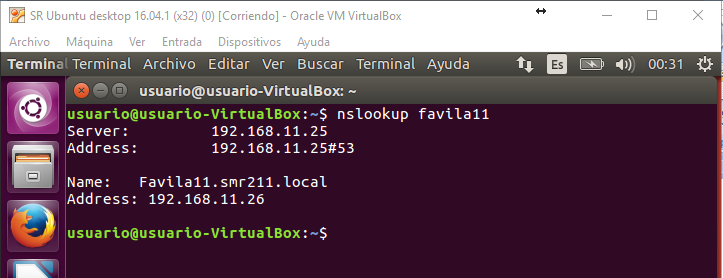 SR Ubuntu desktop 16.04.1 (x32) (0) [Corriendo] - Oracle VM VirtualBox
Archivo Máquina Ver Entrada Dispositivos Ayuda
Terminal Terminal Archivo Editar Ver Buscar Terminal Ayuda Es 00:31
usuario@usuario-VirtualBox: ~
usuario@usuario-VirtualBox:~$ nslookup favila11
Server: 192.168.11.25
Address: 192.168.11.25#53
Name: Favila11.smr211.local
Address: 192.168.11.26
usuario@usuario-VirtualBox:~$